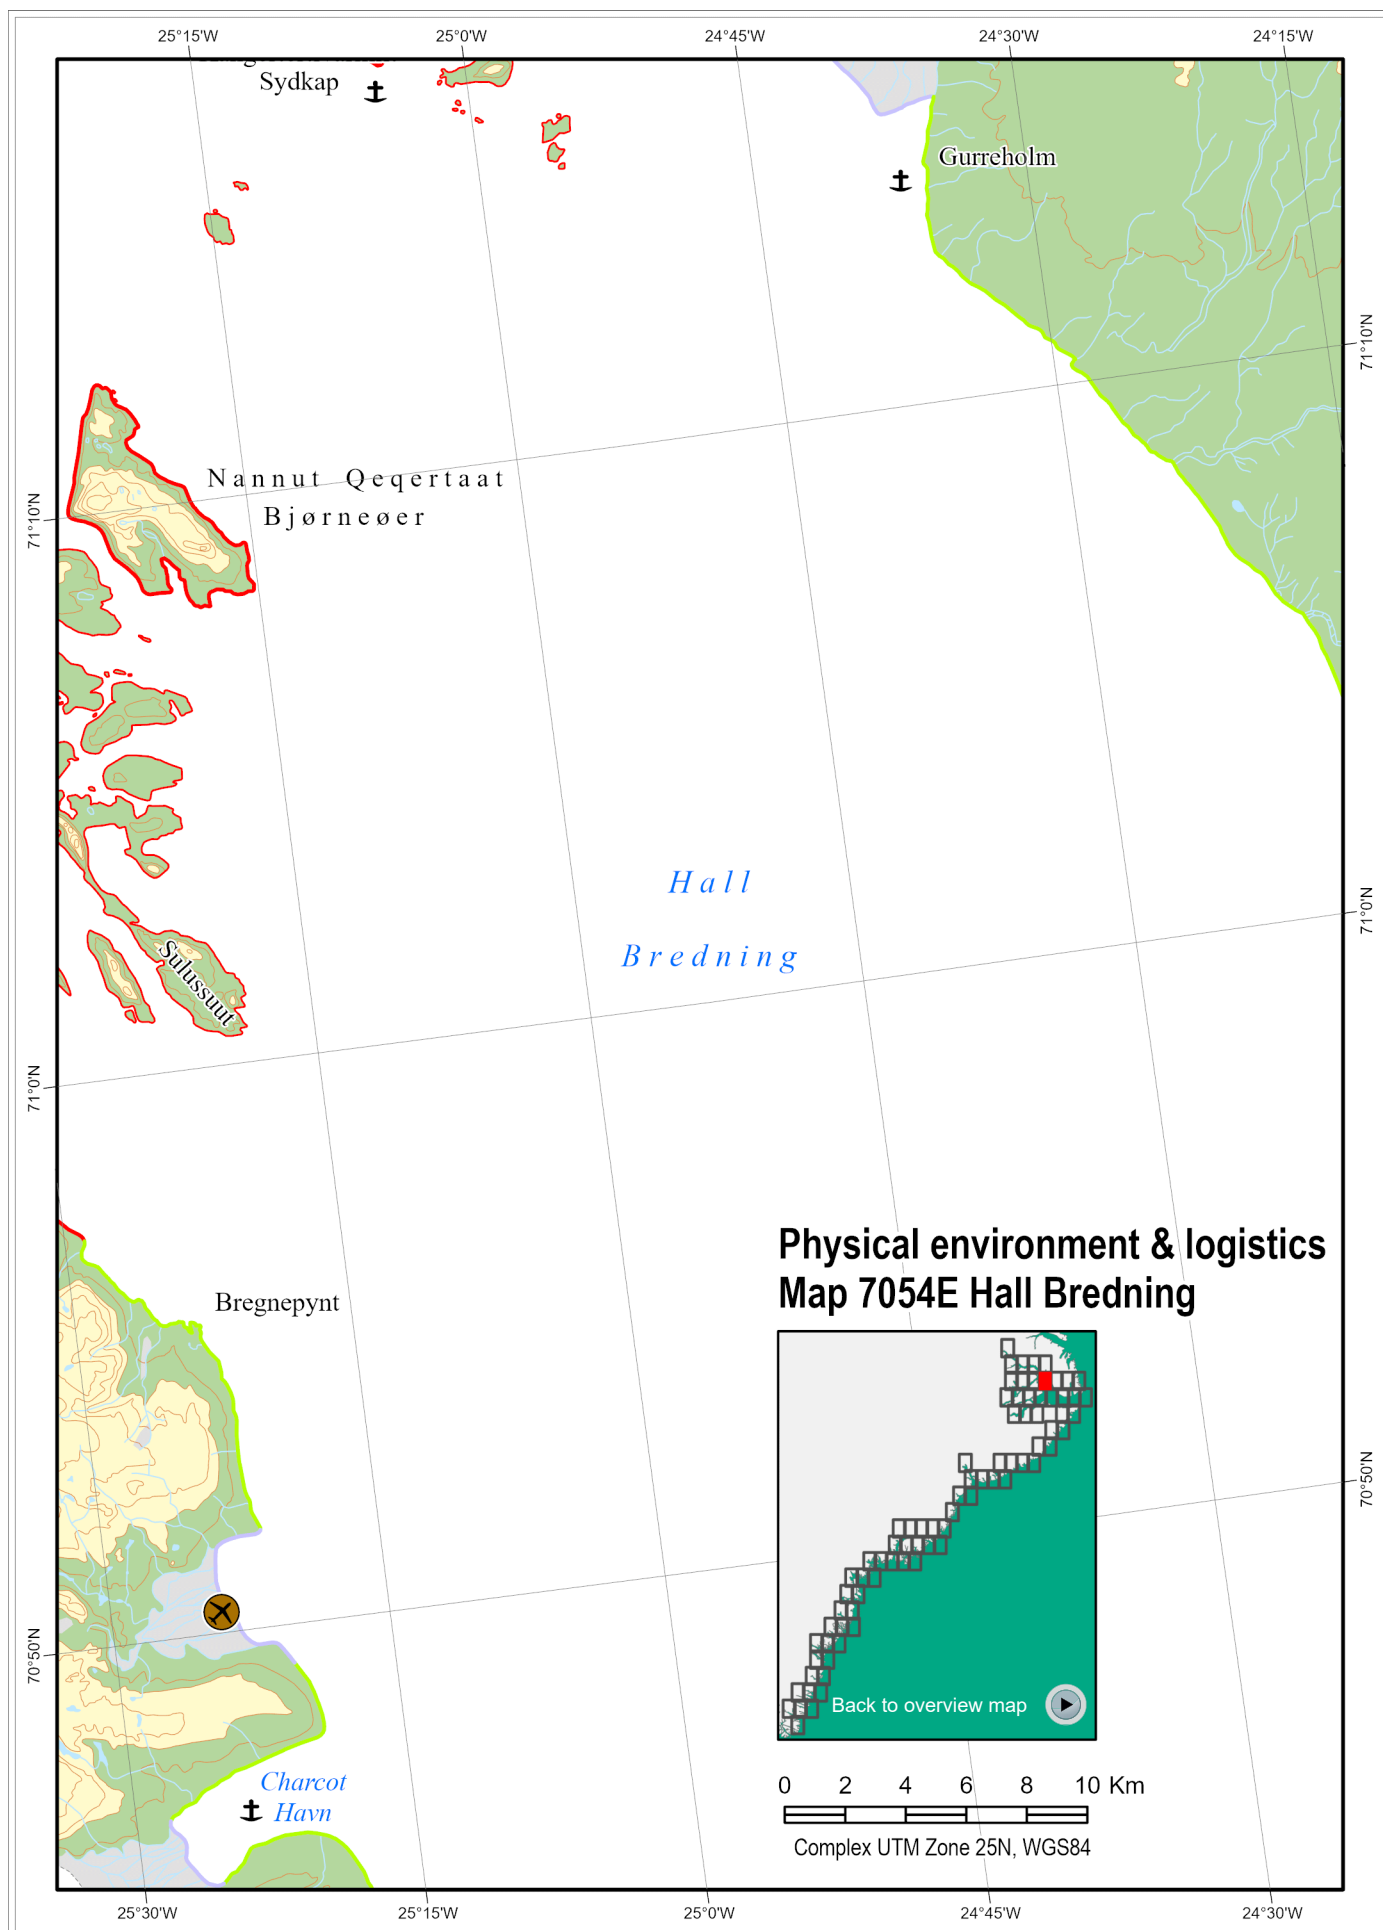 25°15'W
25°0'W
24°45'W
24°30'W
24°15'W
Sydkap
Gurreholm
71°10'N
Nannut Qeqertaat
Bjørneøer
71°10'N
Hall
Bredning
71°0'N
Sulussuut
71°0'N
Physical environment & logistics
Map 7054E Hall Bredning
Bregnepynt
70°50'N
70°50'N
Back to overview map
Charcot
Havn
0 2 4 6 8 10 Km
Complex UTM Zone 25N, WGS84
25°30'W
25°15'W
25°0'W
24°45'W
24°30'W